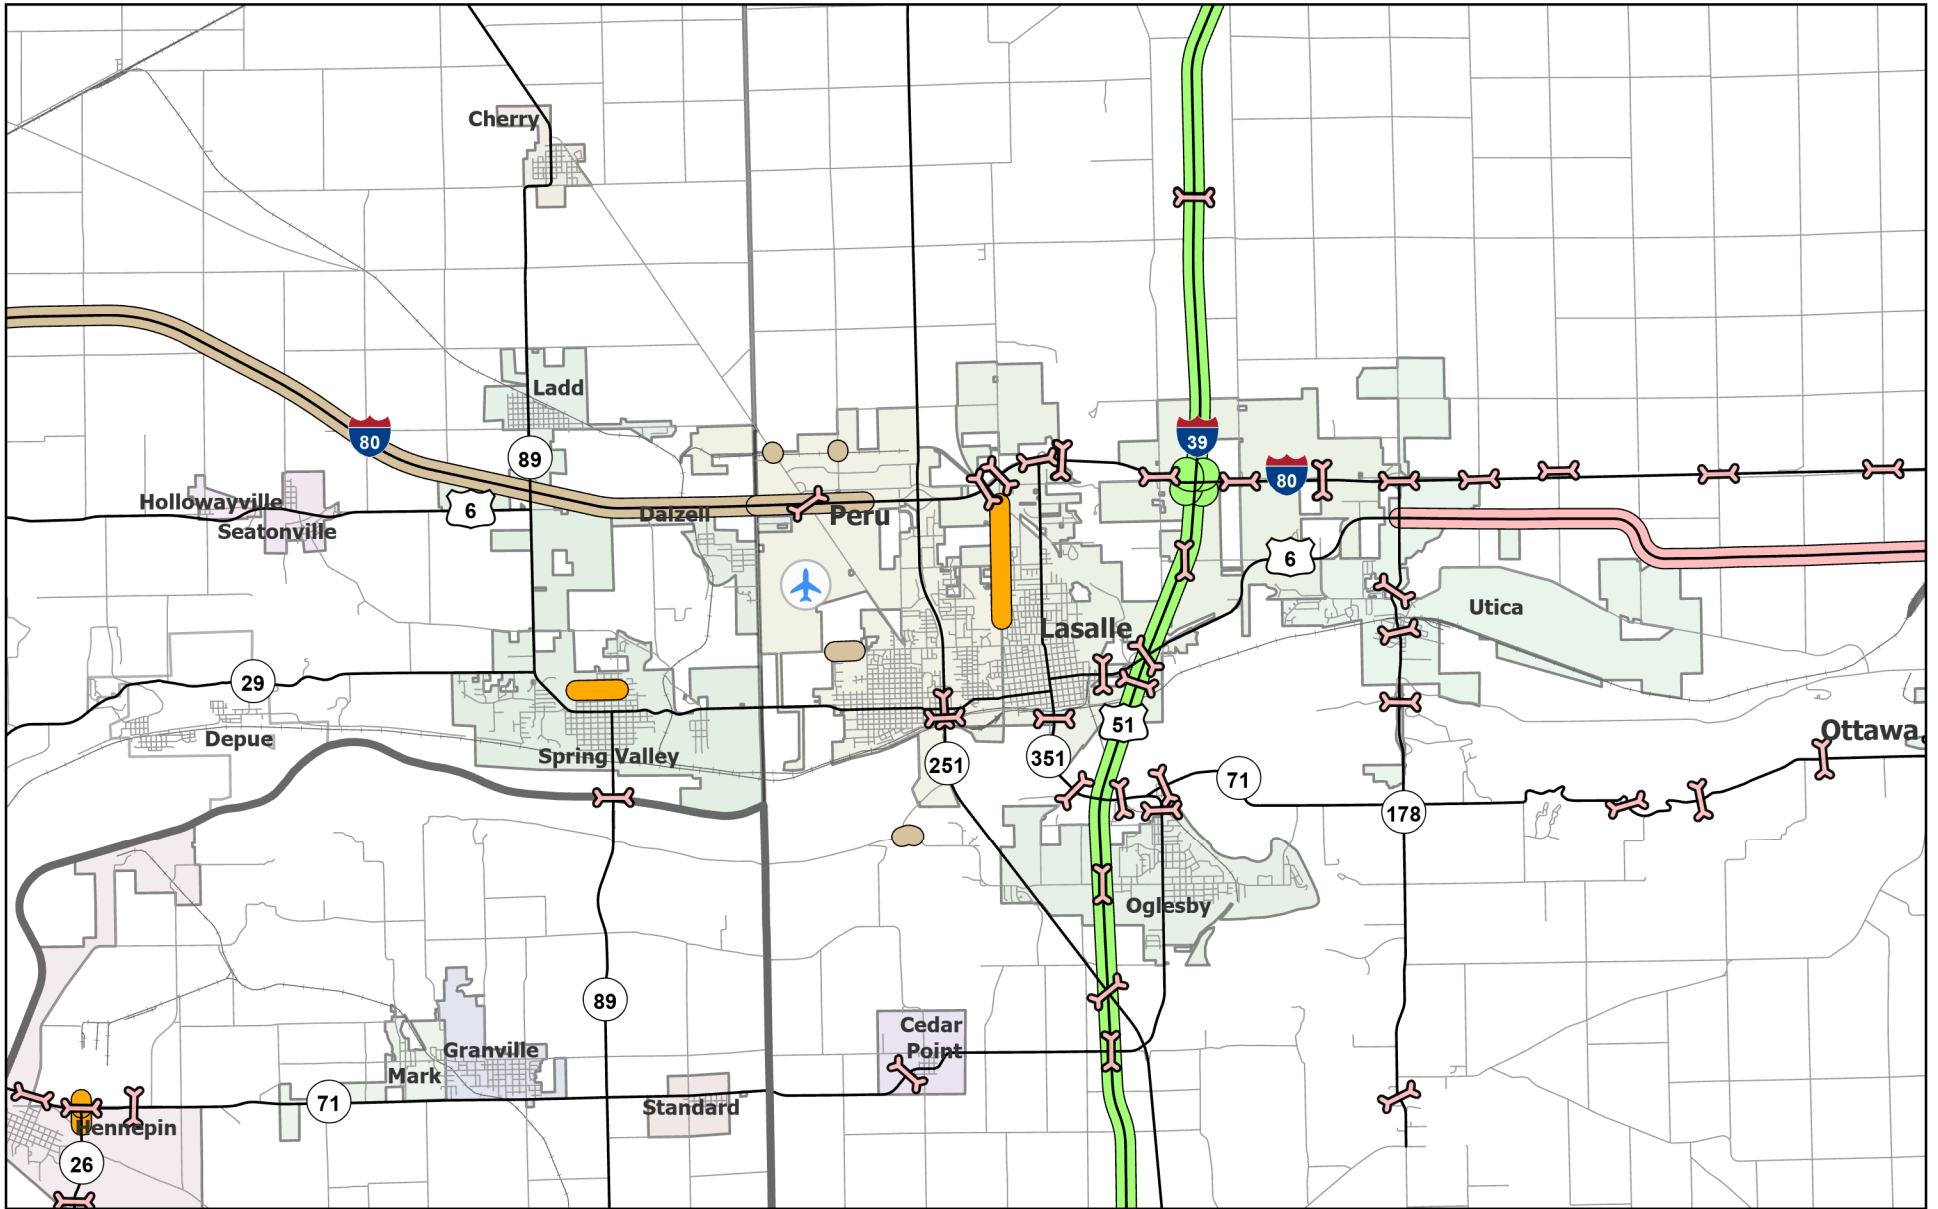 Cherry
Ladd
80
89
39
80
Hollowayville
6
Dalzell
Peru
Seatonville
6
Utica
Lasalle
29
51
Ottawa
Depue
Spring Valley
251
351
71
178
Oglesby
89
Cedar
Point
Granville
Mark
71
Standard
Hennepin
26